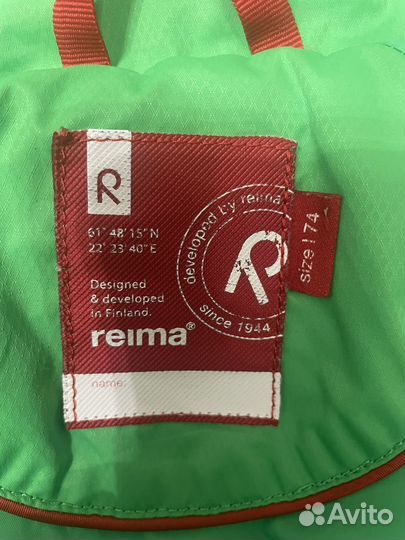 R
61° 48' 15"N
22° 23' 40"E
Designed
& developed
in Finland.
reima®
name:
developed by reima
R
since 1944
size | 74
Avito